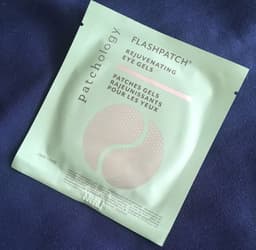 patchology
FLASHPATCH®
REJUVENATING
EYE GELS
PATCHES GELS
RAJEUNISSANTS
POUR LES YEUX